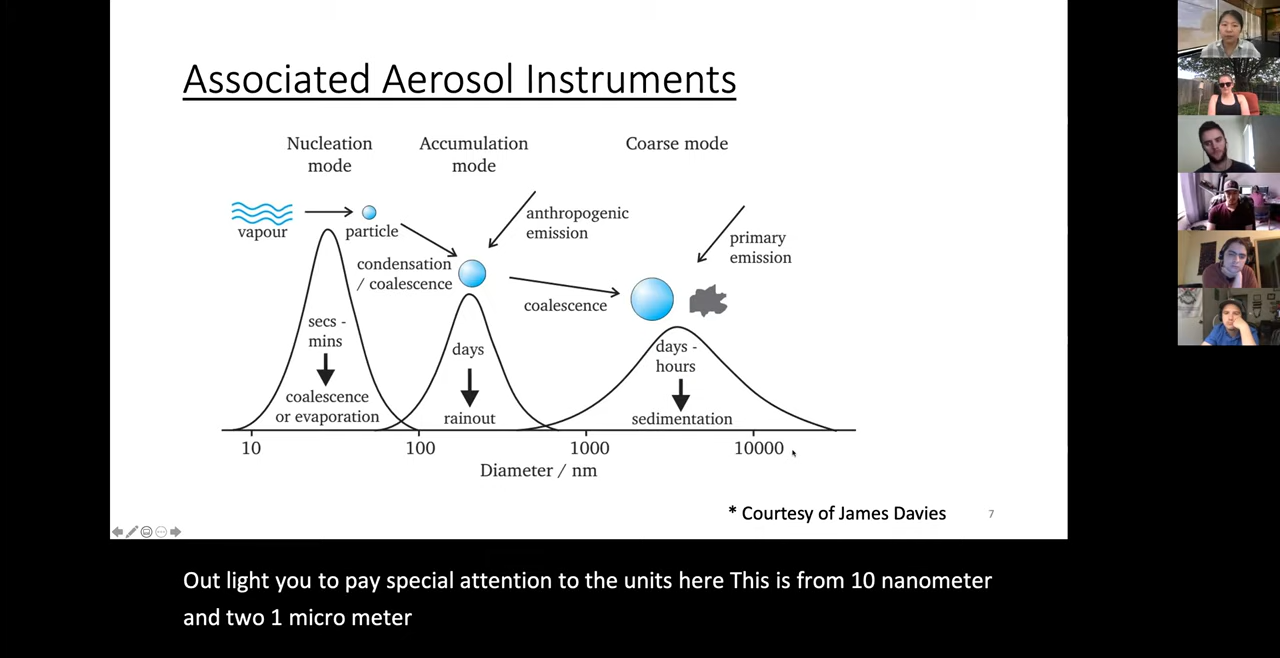 Associated Aerosol Instruments
Nucleation
mode
Accumulation
mode
Coarse mode
vapour
particle
condensation
/ coalescence
anthropogenic
emission
coalescence
primary
emission
secs -
mins
coalescence
or evaporation
days
rainout
days -
hours
sedimentation
10
100
1000
10000
Diameter / nm
* Courtesy of James Davies
7
Out light you to pay special attention to the units here This is from 10 nanometer
and two 1 micro meter